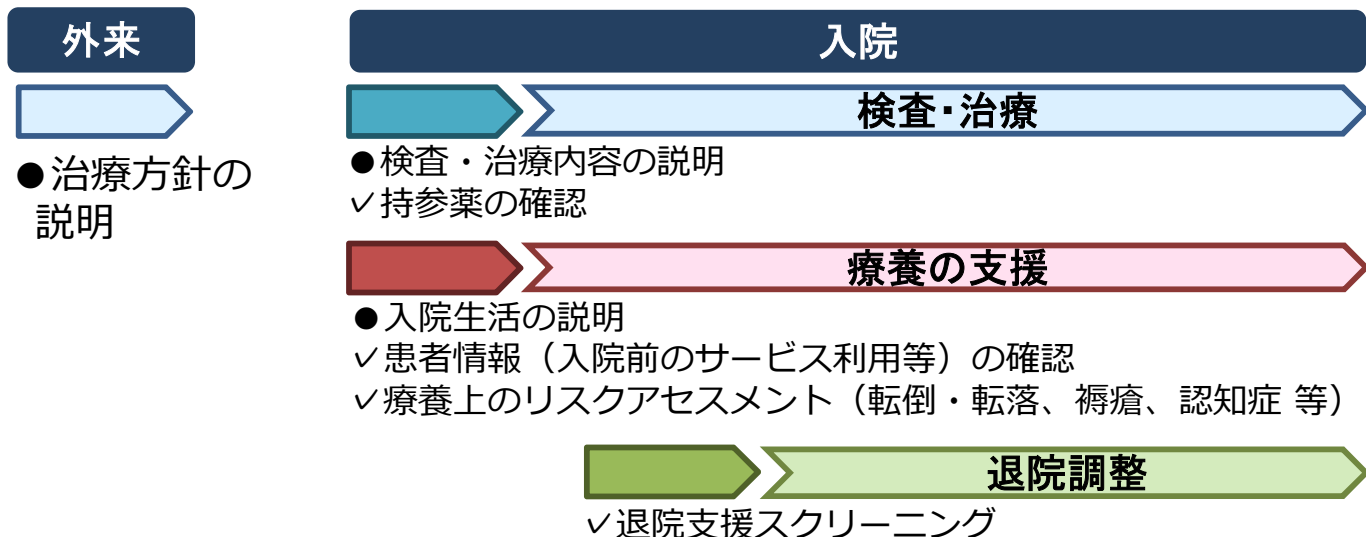 外来
●治療方針の
説明
入院
検査・治療
●検査・治療内容の説明
✓持参薬の確認
療養の支援
●入院生活の説明
✓患者情報（入院前のサービス利用等）の確認
✓療養上のリスクアセスメント（転倒・転落、褥瘡、認知症 等）
退院調整
✓退院支援スクリーニング